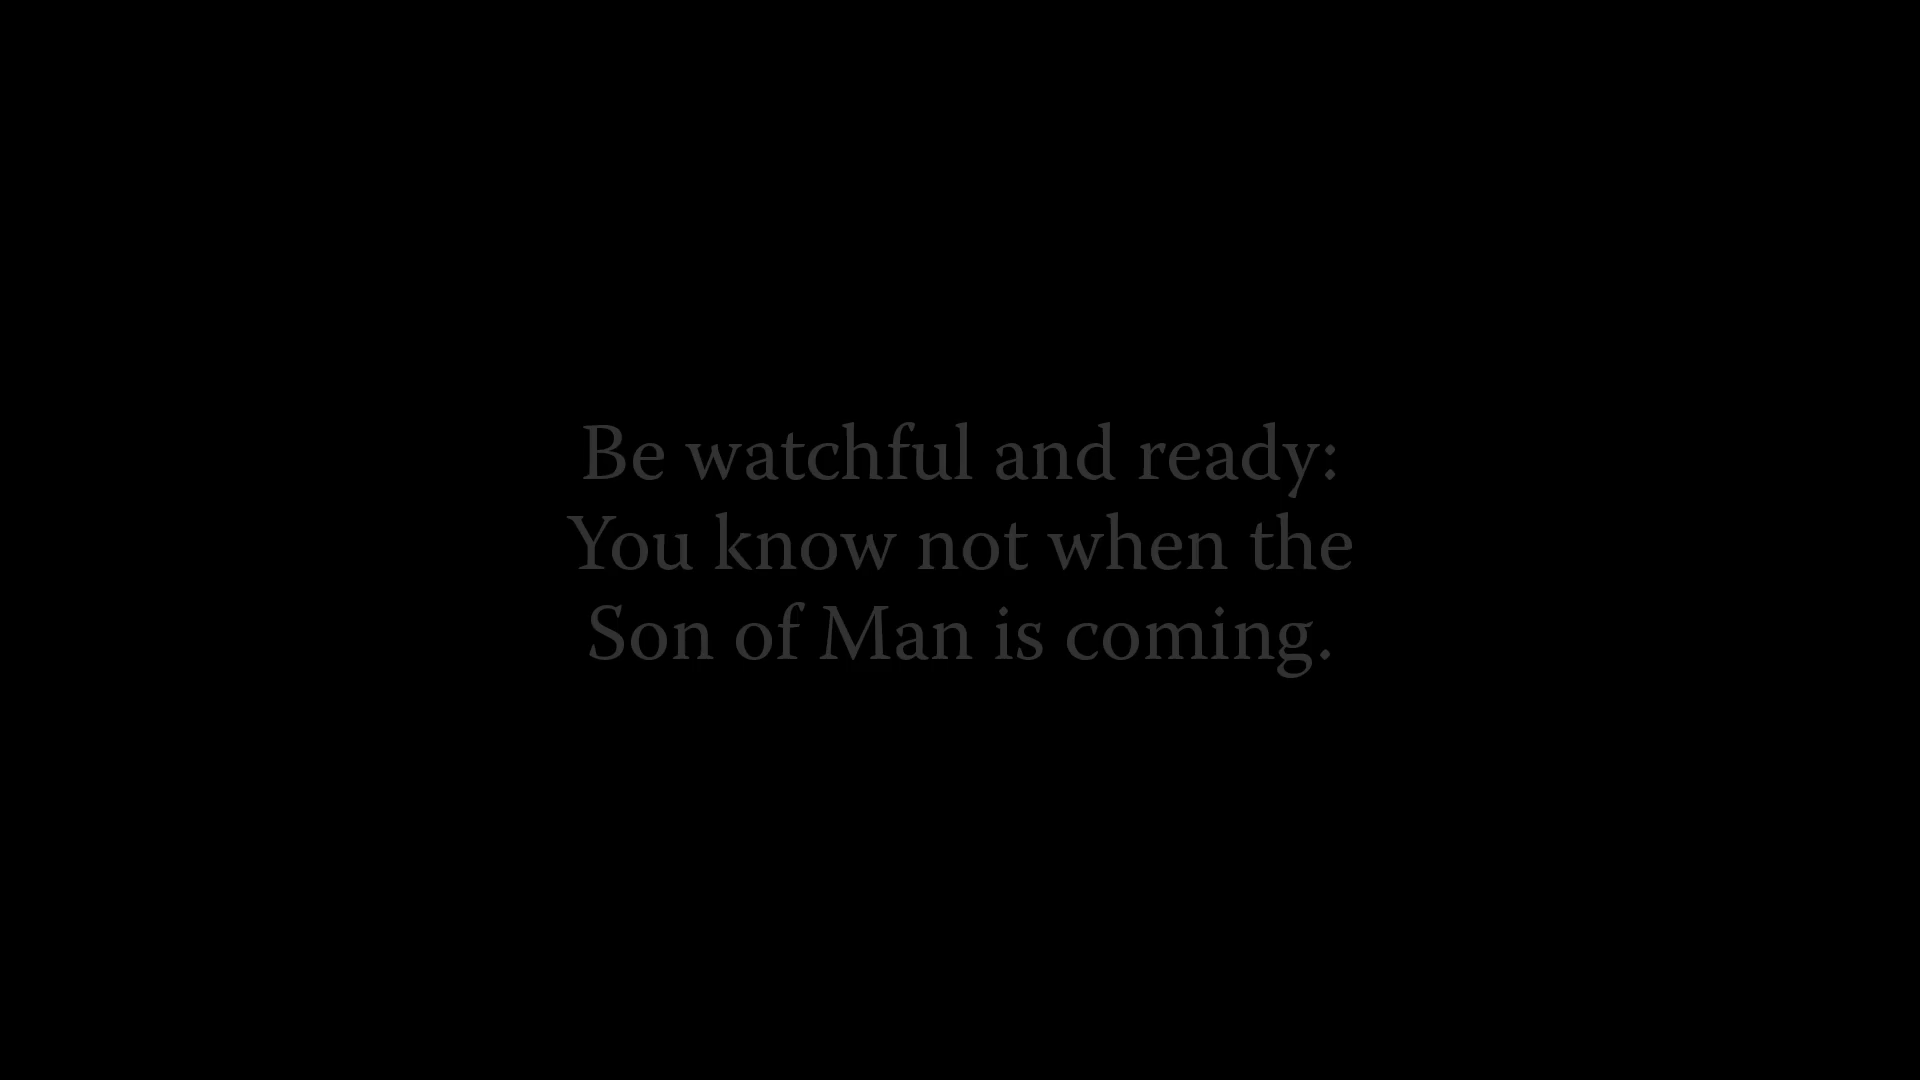 Be watchful and ready:
You know not when the
Son of Man is coming.